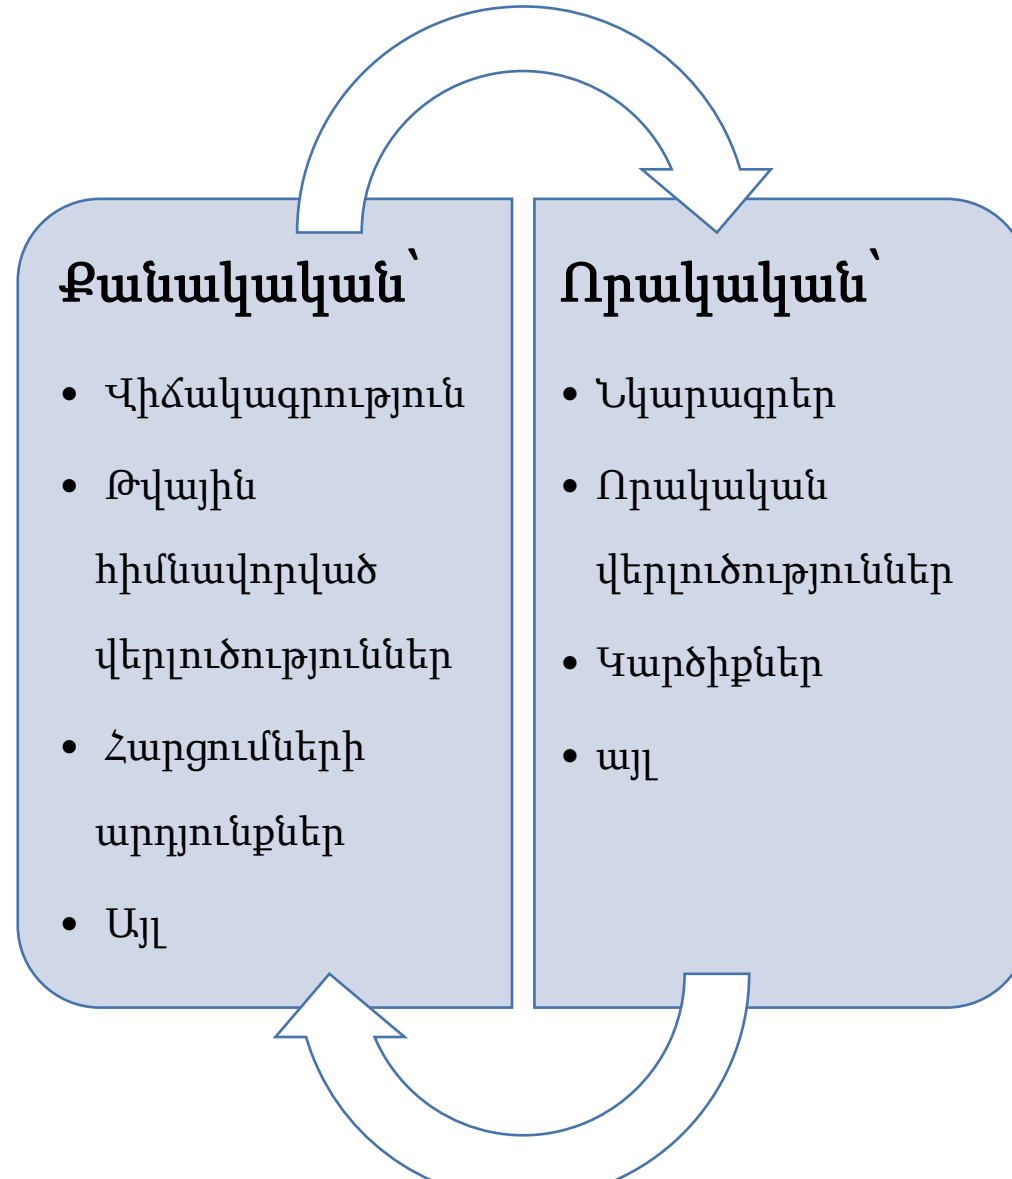 Քանակական՝
• Վիճակագրություն
• Թվային
հիմնավորված
վերլուծություններ
• Հարցումների
արդյունքներ
• Այլ
Որակական՝
• Նկարագրեր
• Որակական
վերլուծություններ
• Կարծիքներ
• այլ